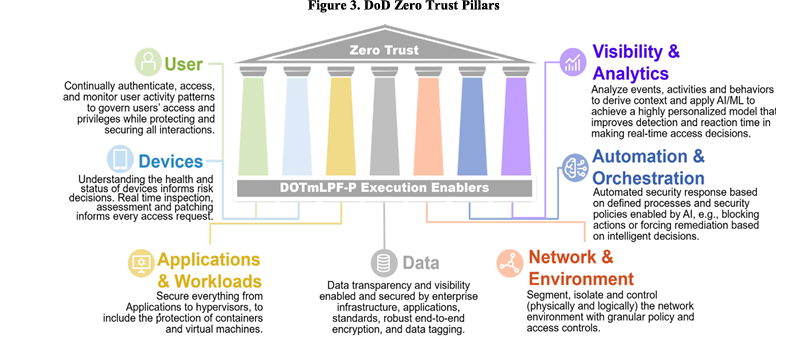 Figure 3. DoD Zero Trust Pillars
Zero Trust
DOTmLPF-P Execution Enablers
User
Continually authenticate, access,
and monitor user activity patterns
to govern users' access and
privileges while protecting and
securing all interactions.
Devices
Understanding the health and
status of devices informs risk
decisions. Real time inspection,
assessment and patching
informs every access request.
Applications
& Workloads
Secure everything from
Applications to hypervisors, to
include the protection of containers
and virtual machines.
Data
Data transparency and visibility
enabled and secured by enterprise
infrastructure, applications,
standards, robust end-to-end
encryption, and data tagging.
Network &
Environment
Segment, isolate and control
(physically and logically) the network
environment with granular policy and
access controls.
Automation &
Orchestration
Automated security response based
on defined processes and security
policies enabled by AI, e.g., blocking
actions or forcing remediation based
on intelligent decisions.
Visibility &
Analytics
Analyze events, activities and behaviors
to derive context and apply AI/ML to
achieve a highly personalized model that
improves detection and reaction time in
making real-time access decisions.